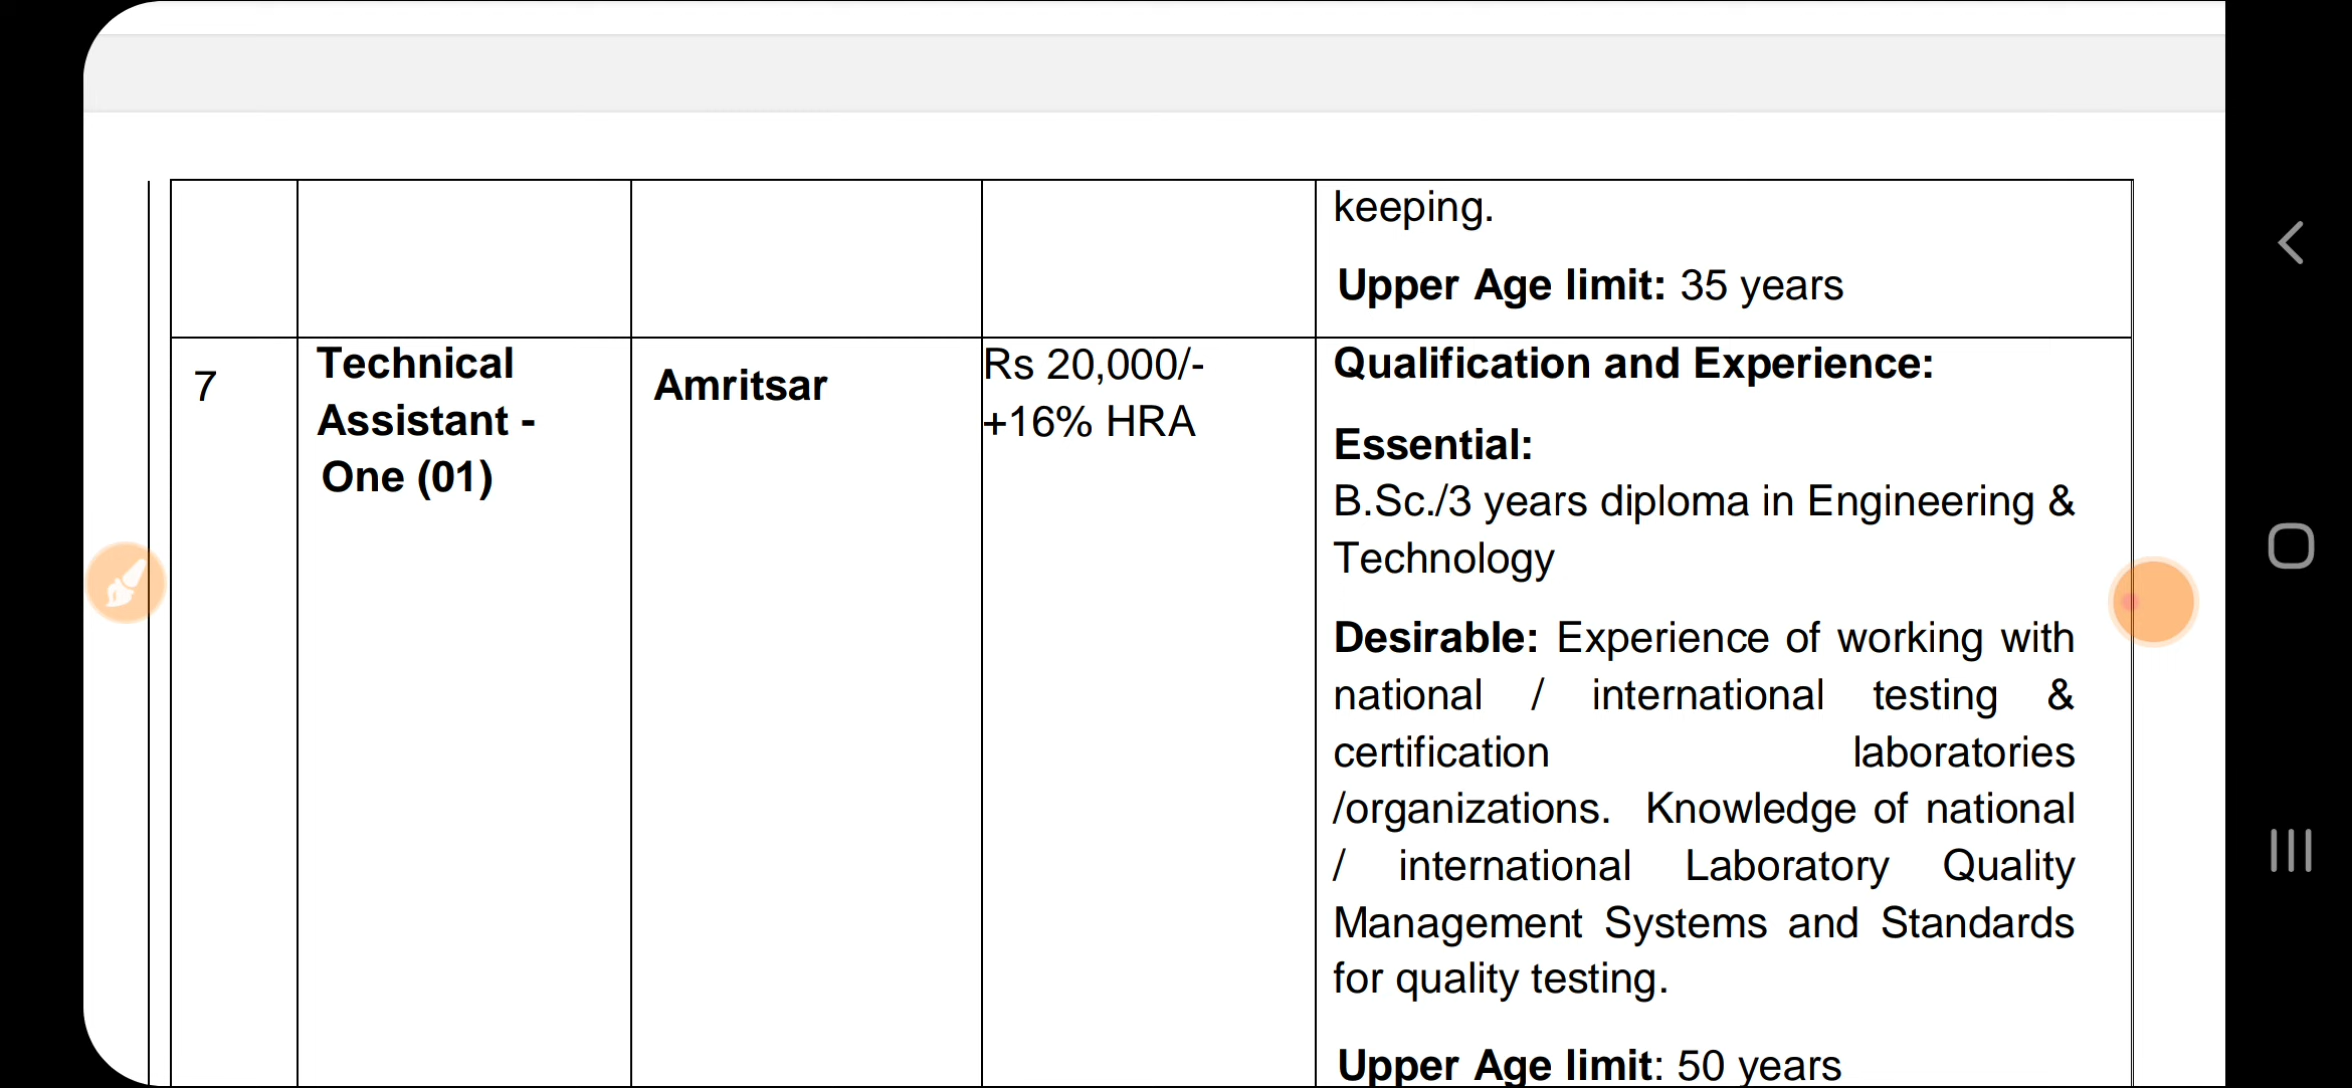 keeping.
Upper Age limit: 35 years
7
Technical
Assistant -
One (01)
Amritsar
Rs 20,000/-
+16% HRA
Qualification and Experience:
Essential:
B.Sc./3 years diploma in Engineering &
Technology
Desirable: Experience of working with
national / international testing &
certification laboratories
/organizations. Knowledge of national
/ international Laboratory Quality
Management Systems and Standards
for quality testing.
Upper Age limit: 50 years